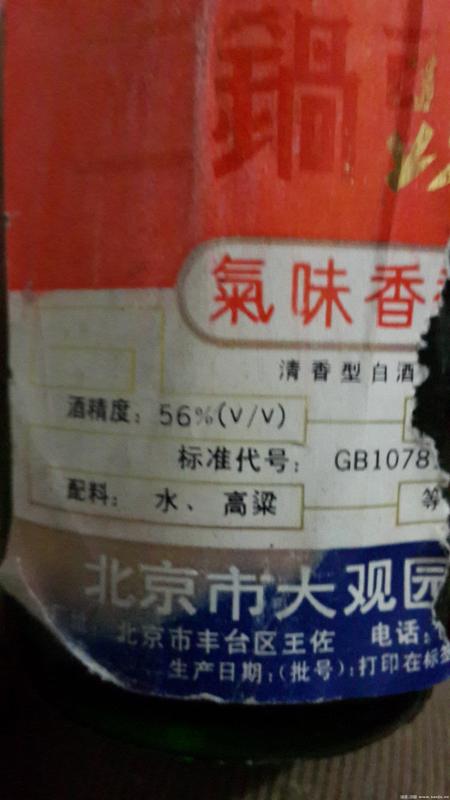 鍋
氣味香
清香型白酒
酒精度：56%(V/V)
标准代号： GB1078
配料： 水、高粱
等
北京市大观园
北京市丰台区王佐 电话：
生产日期：(批号)：打印在标签